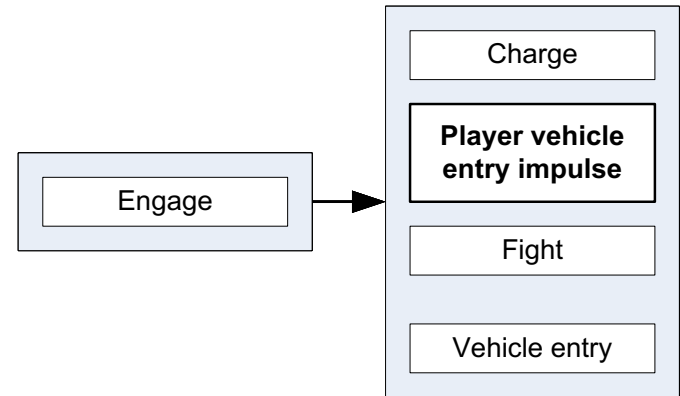 Engage
Charge
Player vehicle
entry impulse
Fight
Vehicle entry